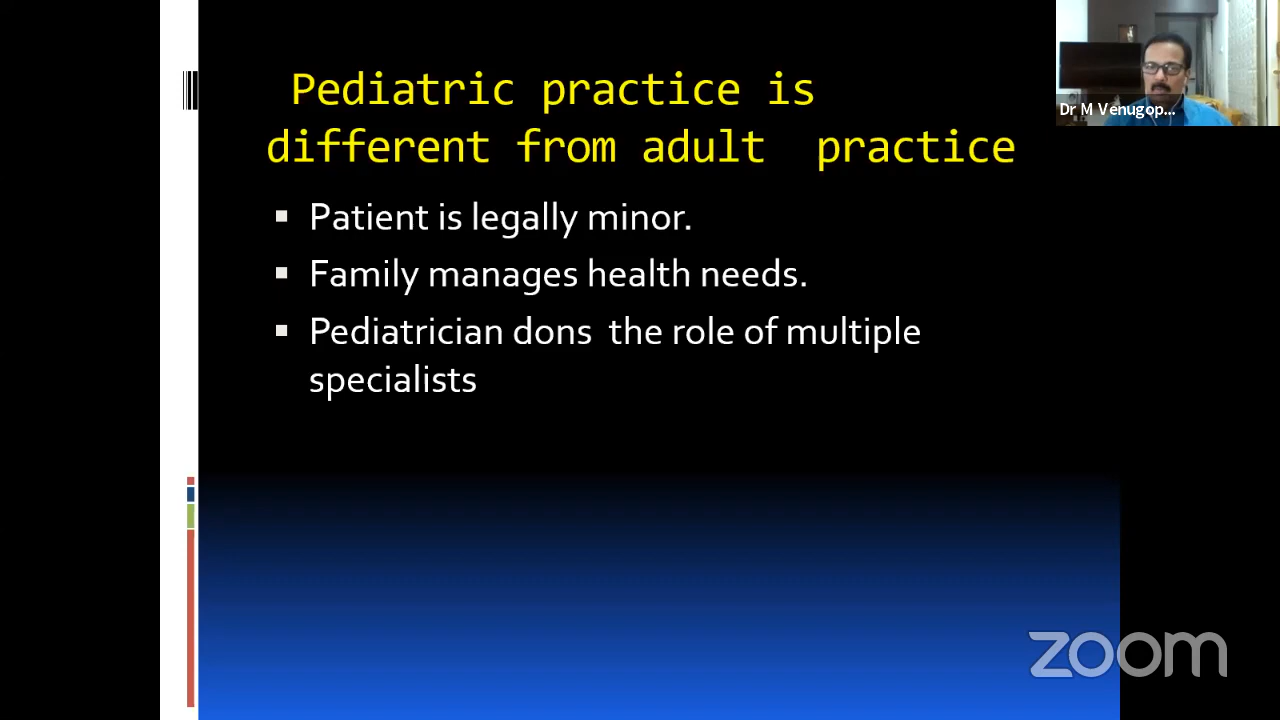 Pediatric practice is
different from adult practice
Patient is legally minor.
Family manages health needs.
Pediatrician dons the role of multiple
specialists
Dr M Venugop...
zoom